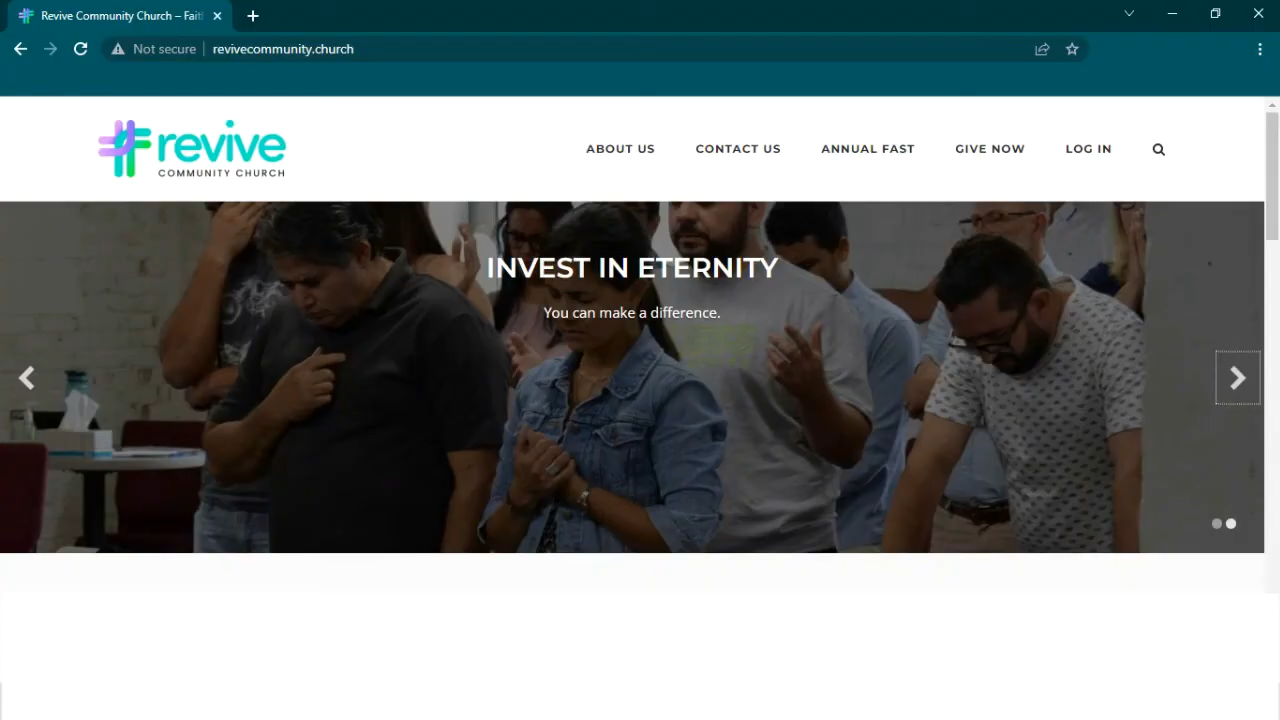 Revive Community Church – Fait
Not secure
revivecommunity.church
revive
COMMUNITY CHURCH
ABOUT US
CONTACT US
ANNUAL FAST
GIVE NOW
LOG IN
INVEST IN ETERNITY
You can make a difference.